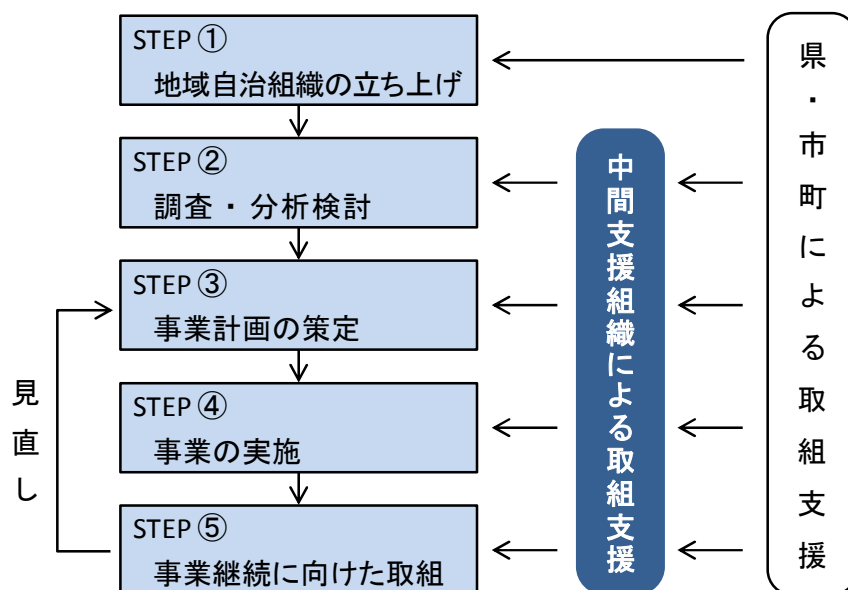 STEP ①
地域自治組織の立ち上げ
STEP ②
調査・分析検討
STEP ③
事業計画の策定
STEP ④
事業の実施
STEP ⑤
事業継続に向けた取組
見直し
中間支援組織による取組支援
県・市町による取組支援